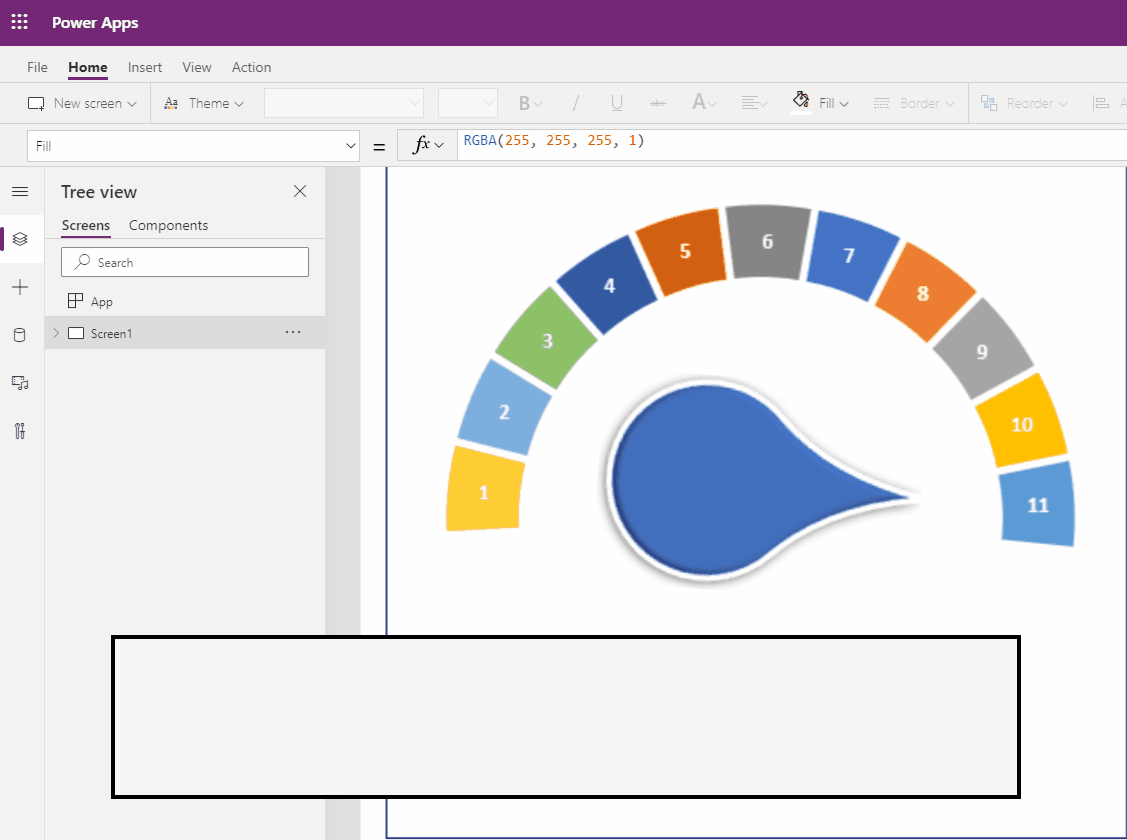 Power Apps
File Home Insert View Action
New screen Aa Theme B / U abc A Fill Border Reorder A
Fill = fx RGBA(255, 255, 255, 1)
Tree view
Screens Components
Search
App
Screen1 ...
1
2
3
4
5
6
7
8
9
10
11